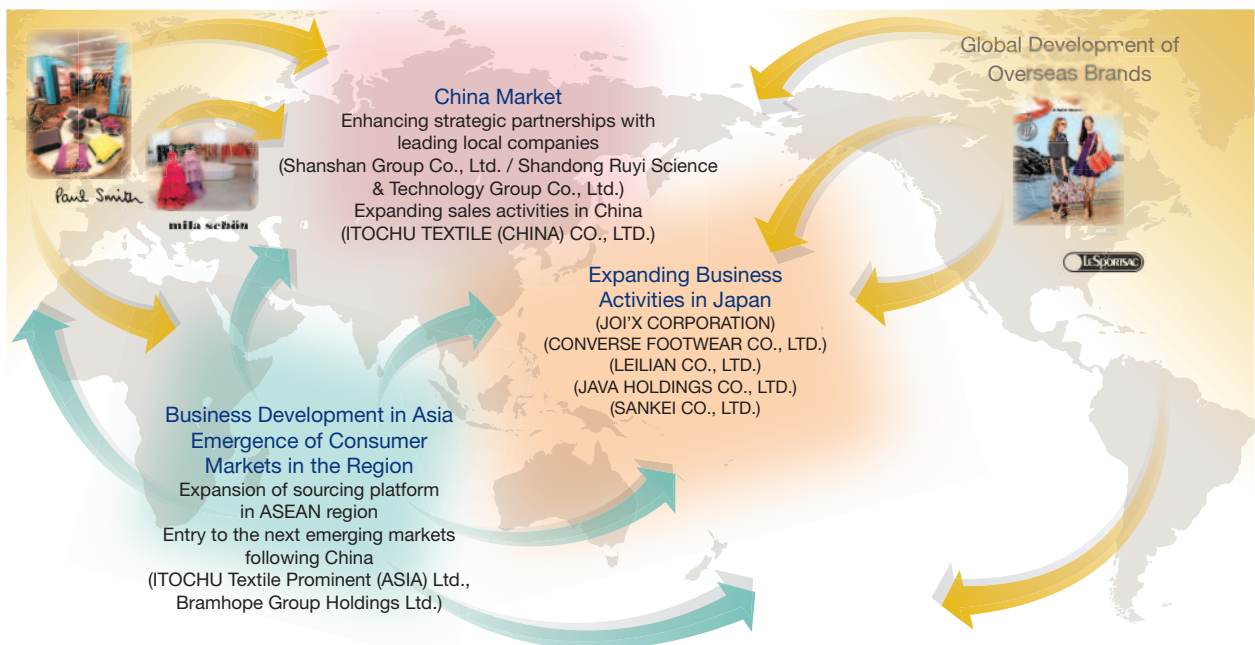 Global Development of
Overseas Brands
China Market
Enhancing strategic partnerships with
leading local companies
(Shanshan Group Co., Ltd. / Shandong Ruyi Science
& Technology Group Co., Ltd.)
Expanding sales activities in China
(ITOCHU TEXTILE (CHINA) CO., LTD.)
Paul Smith
mila schön
LESPORTSAC
Expanding Business
Activities in Japan
(JOI’X CORPORATION)
(CONVERSE FOOTWEAR CO., LTD.)
(LEILIAN CO., LTD.)
(JAVA HOLDINGS CO., LTD.)
(SANKEI CO., LTD.)
Business Development in Asia
Emergence of Consumer
Markets in the Region
Expansion of sourcing platform
in ASEAN region
Entry to the next emerging markets
following China
(ITOCHU Textile Prominent (ASIA) Ltd.,
Bramhope Group Holdings Ltd.)